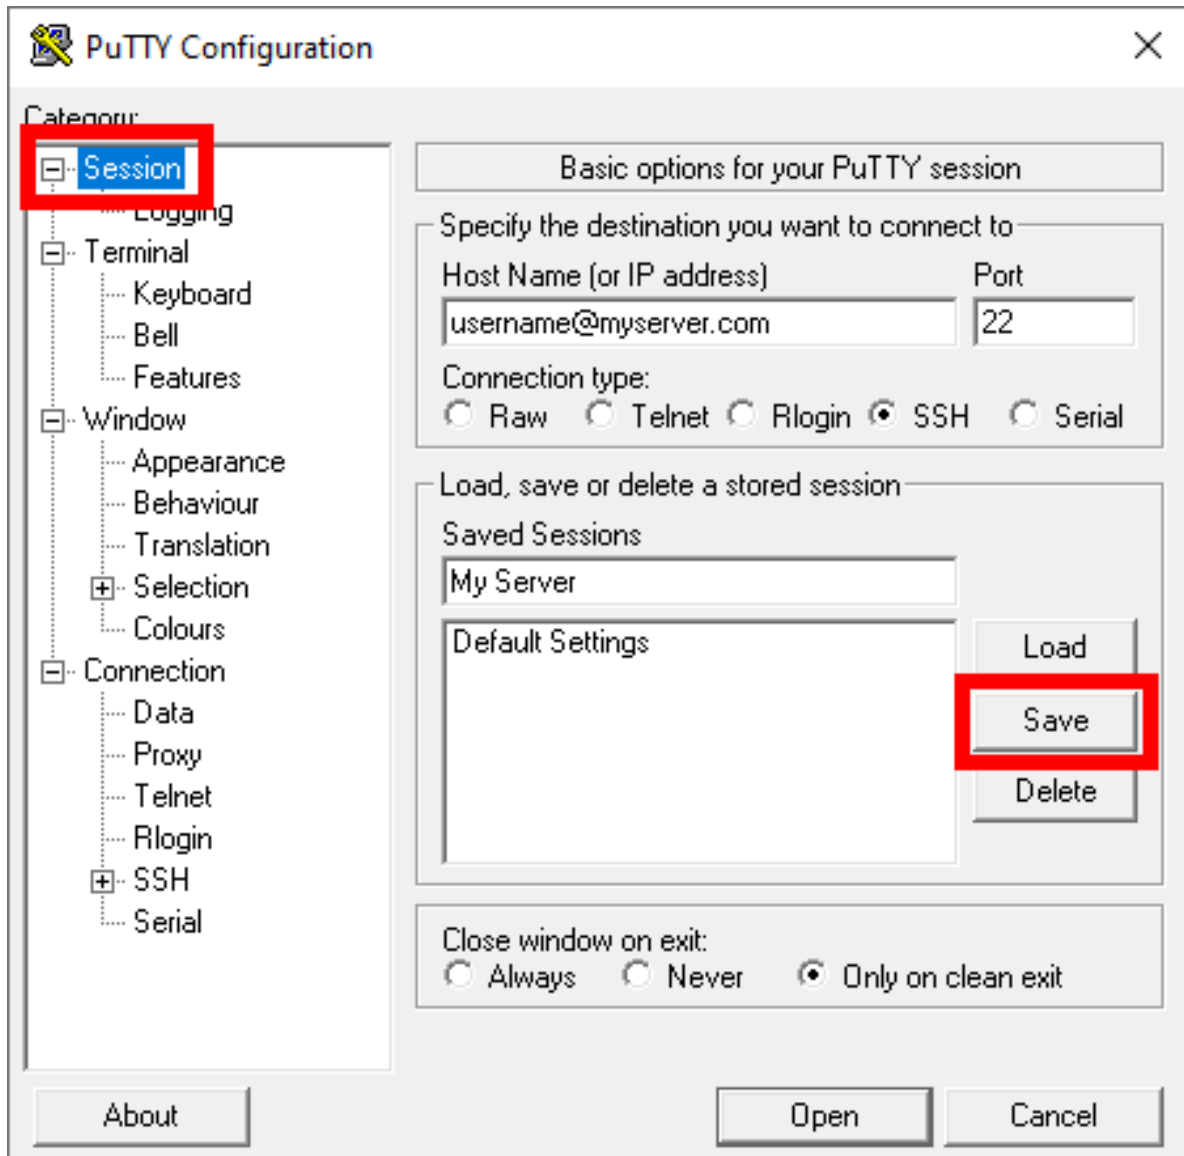 PuTTY Configuration
Category:
Session
Logging
Terminal
Keyboard
Bell
Features
Window
Appearance
Behaviour
Translation
Selection
Colours
Connection
Data
Proxy
Telnet
Rlogin
SSH
Serial
Basic options for your PuTTY session
Specify the destination you want to connect to
Host Name (or IP address) Port
username@myserver.com 22
Connection type:
Raw Telnet Rlogin SSH Serial
Load, save or delete a stored session
Saved Sessions
My Server
Default Settings
Load
Save
Delete
Close window on exit:
Always Never Only on clean exit
About Open Cancel